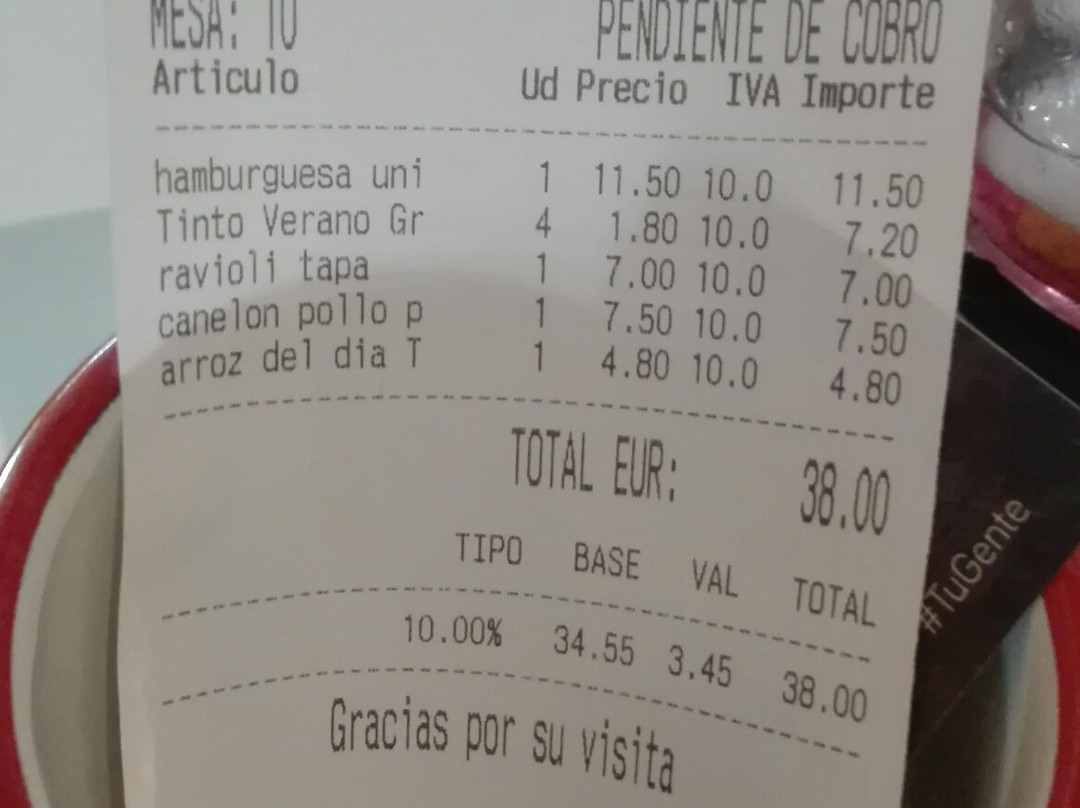 MESA: 10 PENDIENTE DE COBRO
Articulo Ud Precio IVA Importe
hamburguesa uni 1 11.50 10.0 11.50
Tinto Verano Gr 4 1.80 10.0 7.20
ravioli tapa 1 7.00 10.0 7.00
canelon pollo p 1 7.50 10.0 7.50
arroz del dia T 1 4.80 10.0 4.80
TOTAL EUR: 38.00
TIPO BASE VAL TOTAL
10.00% 34.55 3.45 38.00
Gracias por su visita
#TuGente